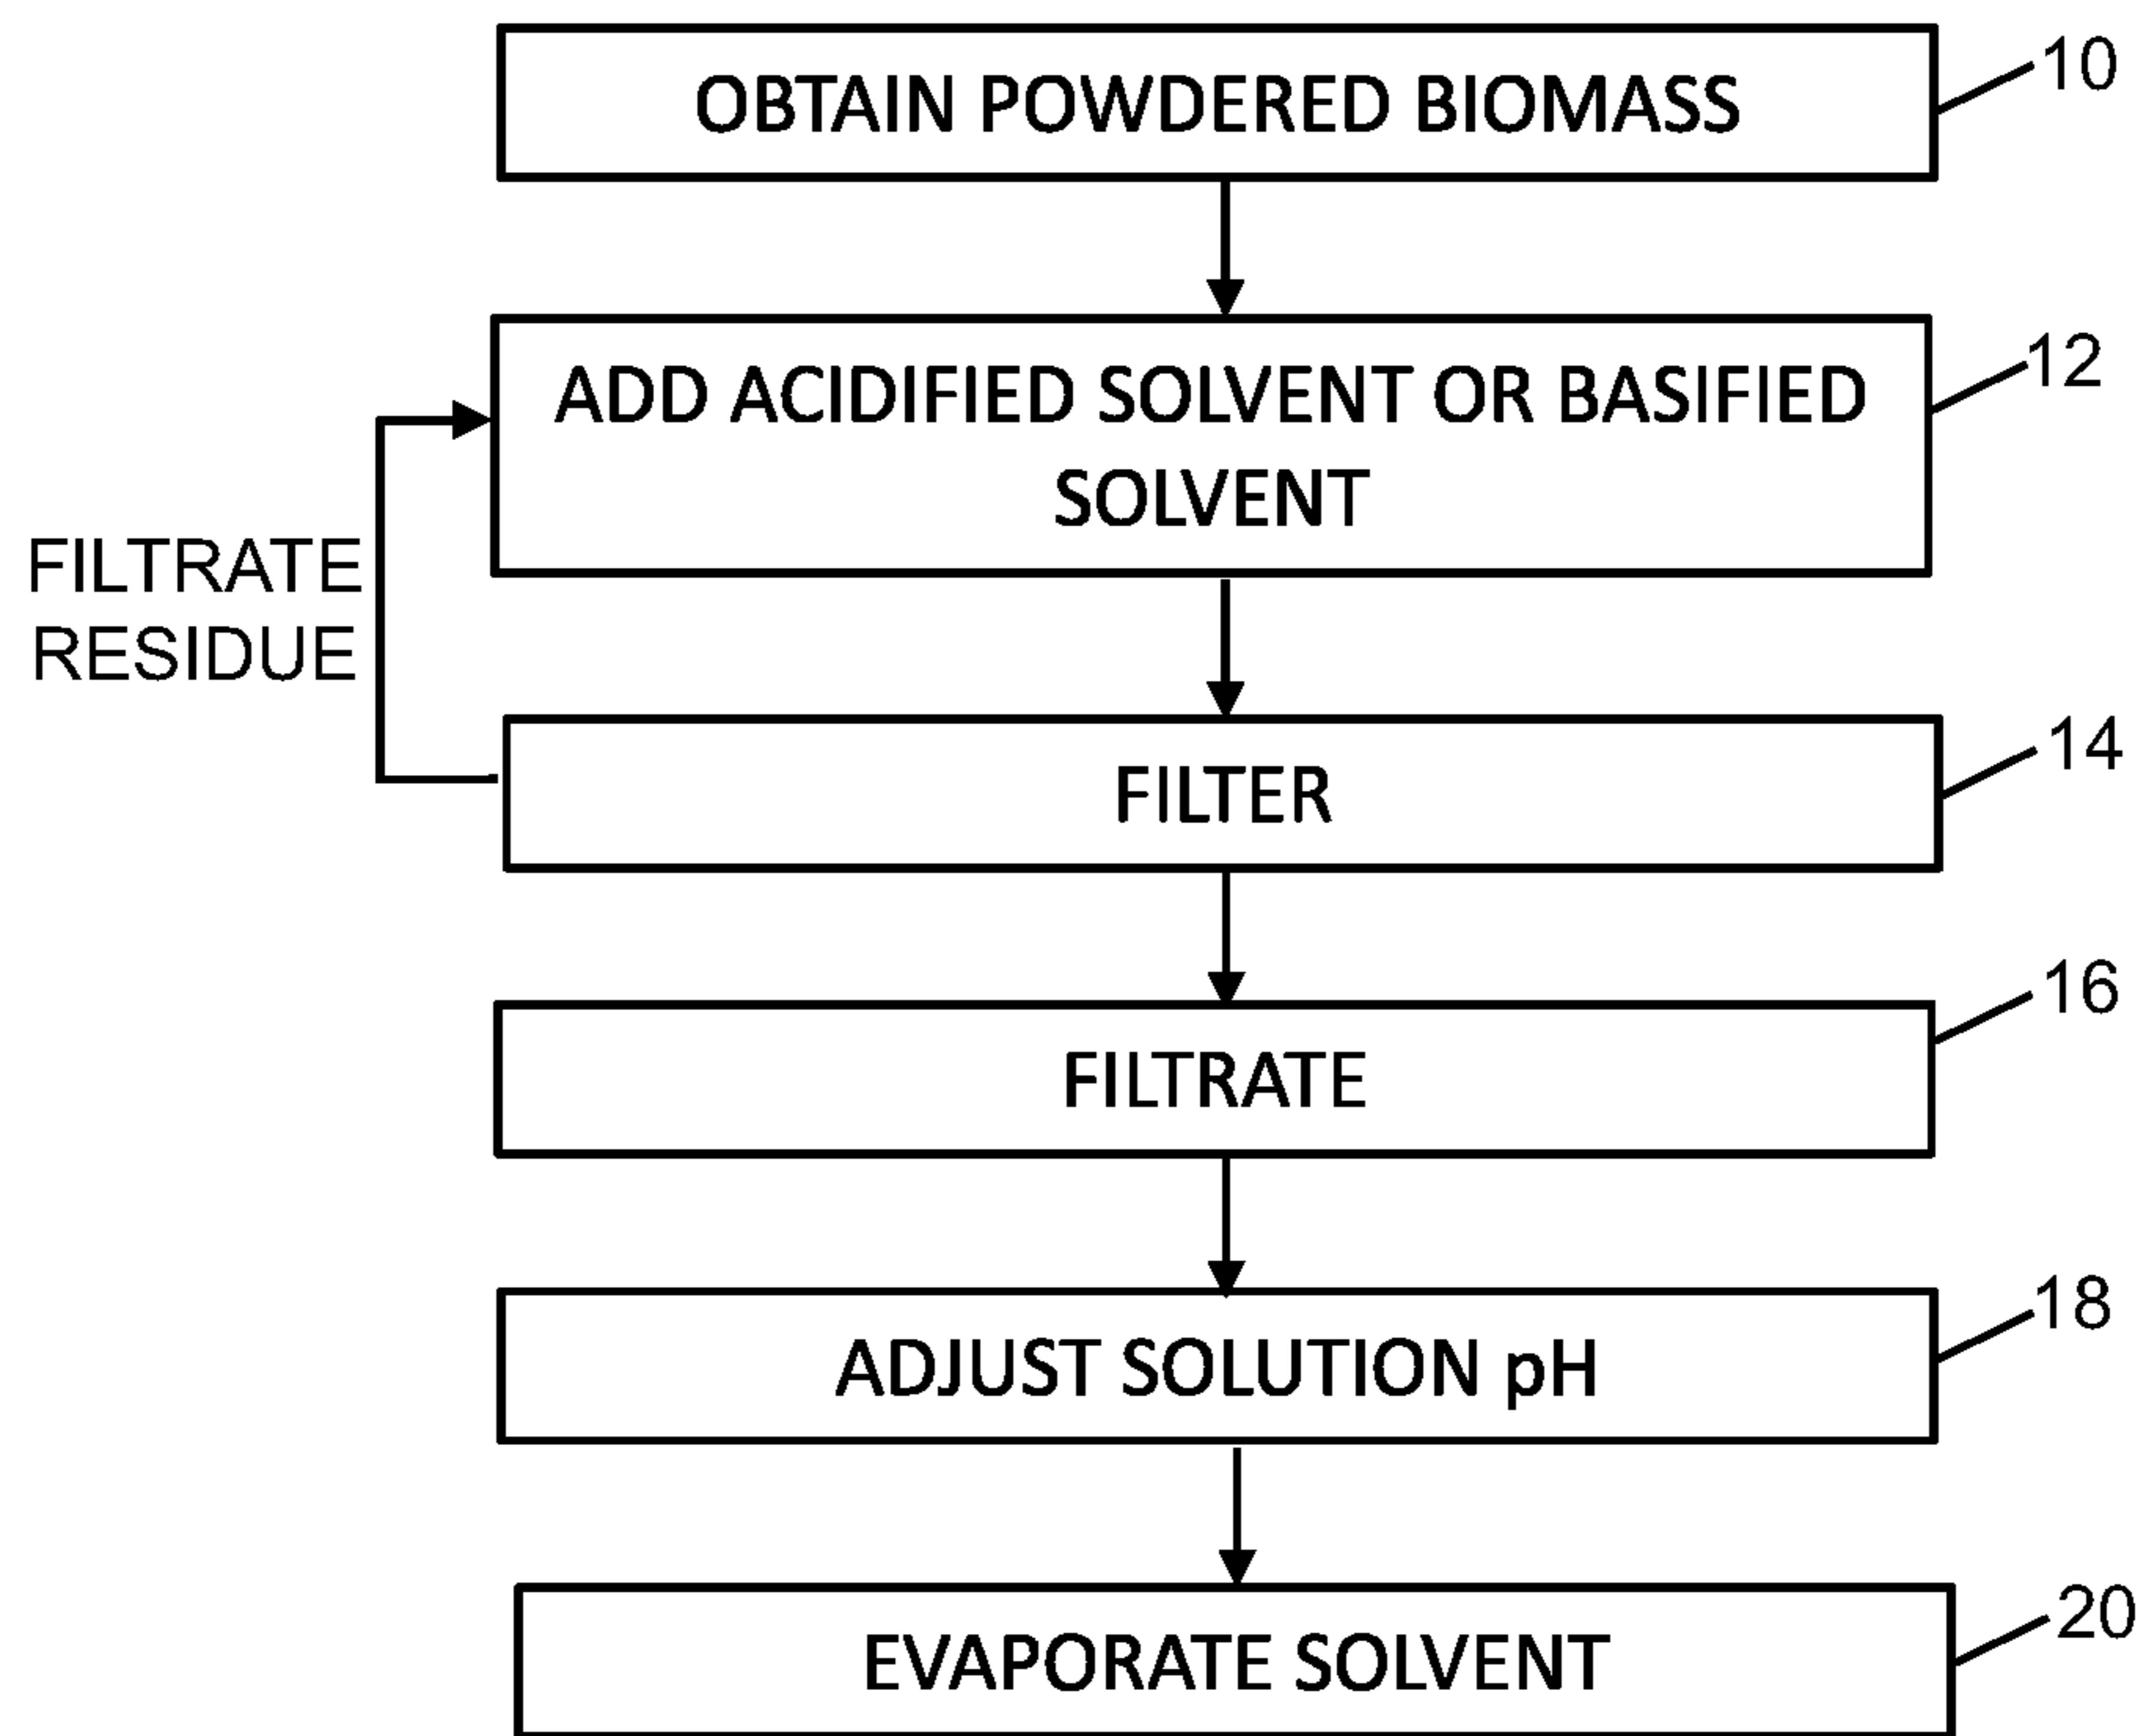 OBTAIN POWDERED BIOMASS
10
ADD ACIDIFIED SOLVENT OR BASIFIED
SOLVENT
12
FILTRATE
RESIDUE
FILTER
14
FILTRATE
16
ADJUST SOLUTION pH
18
EVAPORATE SOLVENT
20